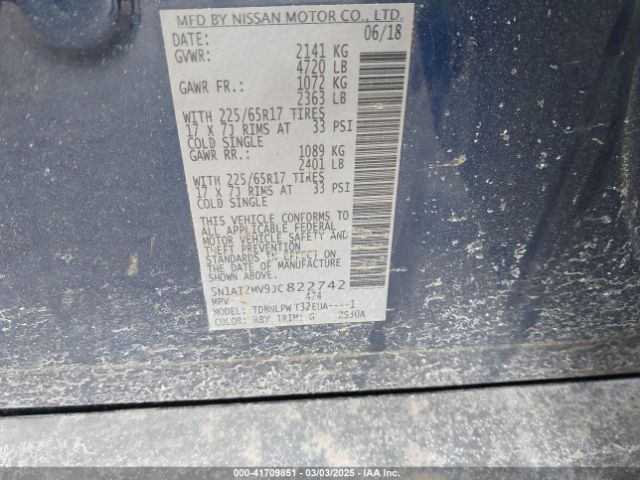 MFD BY NISSAN MOTOR CO., LTD.
DATE: 06/18
GVWR: 2141 KG
4720 LB
GAWR FR.: 1072 KG
2363 LB
WITH 225/65R17 TIRES
17 X 7J RIMS AT 33 PSI
COLD SINGLE
GAWR RR.: 1089 KG
2401 LB
WITH 225/65R17 TIRES
17 X 7J RIMS AT 33 PSI
COLD SINGLE
THIS VEHICLE CONFORMS TO
ALL APPLICABLE FEDERAL
MOTOR VEHICLE SAFETY AND
THEFT PREVENTION
STANDARDS IN EFFECT ON
THE DATE OF MANUFACTURE
SHOWN ABOVE.
5N1AT2MV9JC822742
MPV 474
MODEL: TDBNLPWT32EUA----1
COLOR: RBY TRIM: G 2S30A
00-41709851 - 03/03/2025 - IAA Inc.